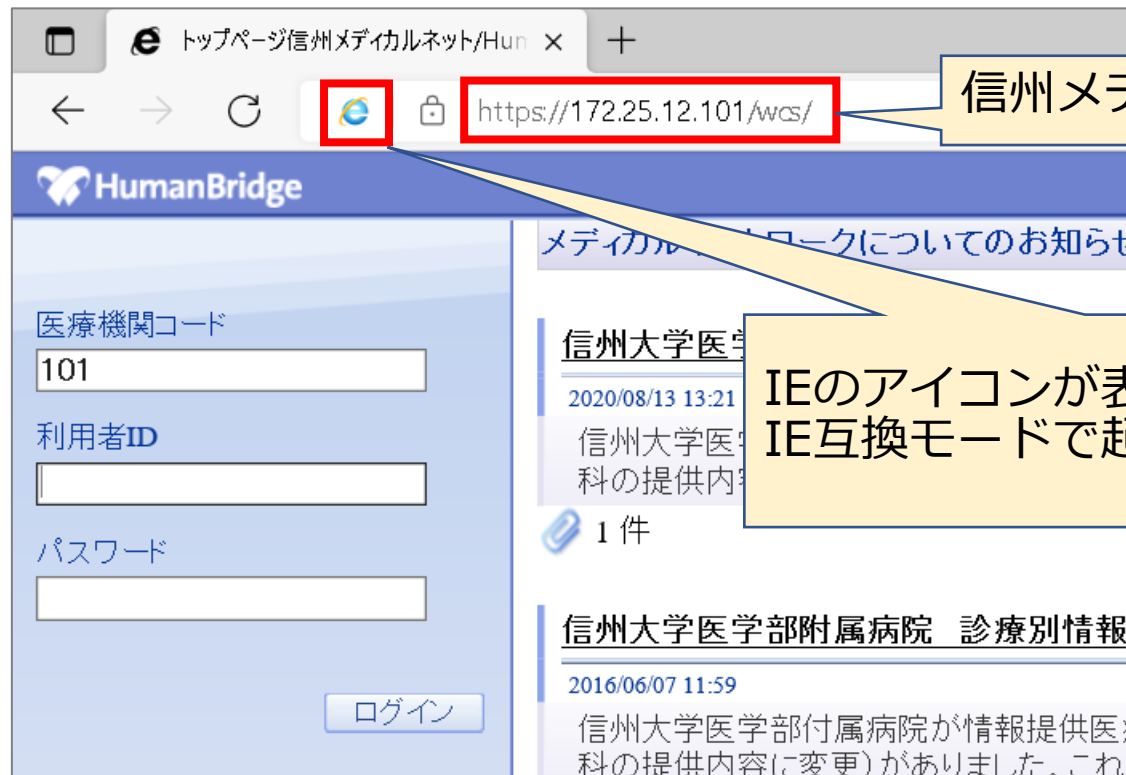 トップページ信州メディカルネット/Hu
https://172.25.12.101/wcs/
信州メデ
HumanBridge
メディカル
ークについてのお知らせ
医療機関コード
101
信州大学医学
2020/08/13 13:21
IEのアイコンが表
利用者ID
信州大学医学
IE互換モードで起
科の提供内容
1 件
パスワード
信州大学医学部附属病院 診療別情報
2016/06/07 11:59
ログイン
信州大学医学部付属病院が情報提供医療
科の提供内容に変更)がありました。これ